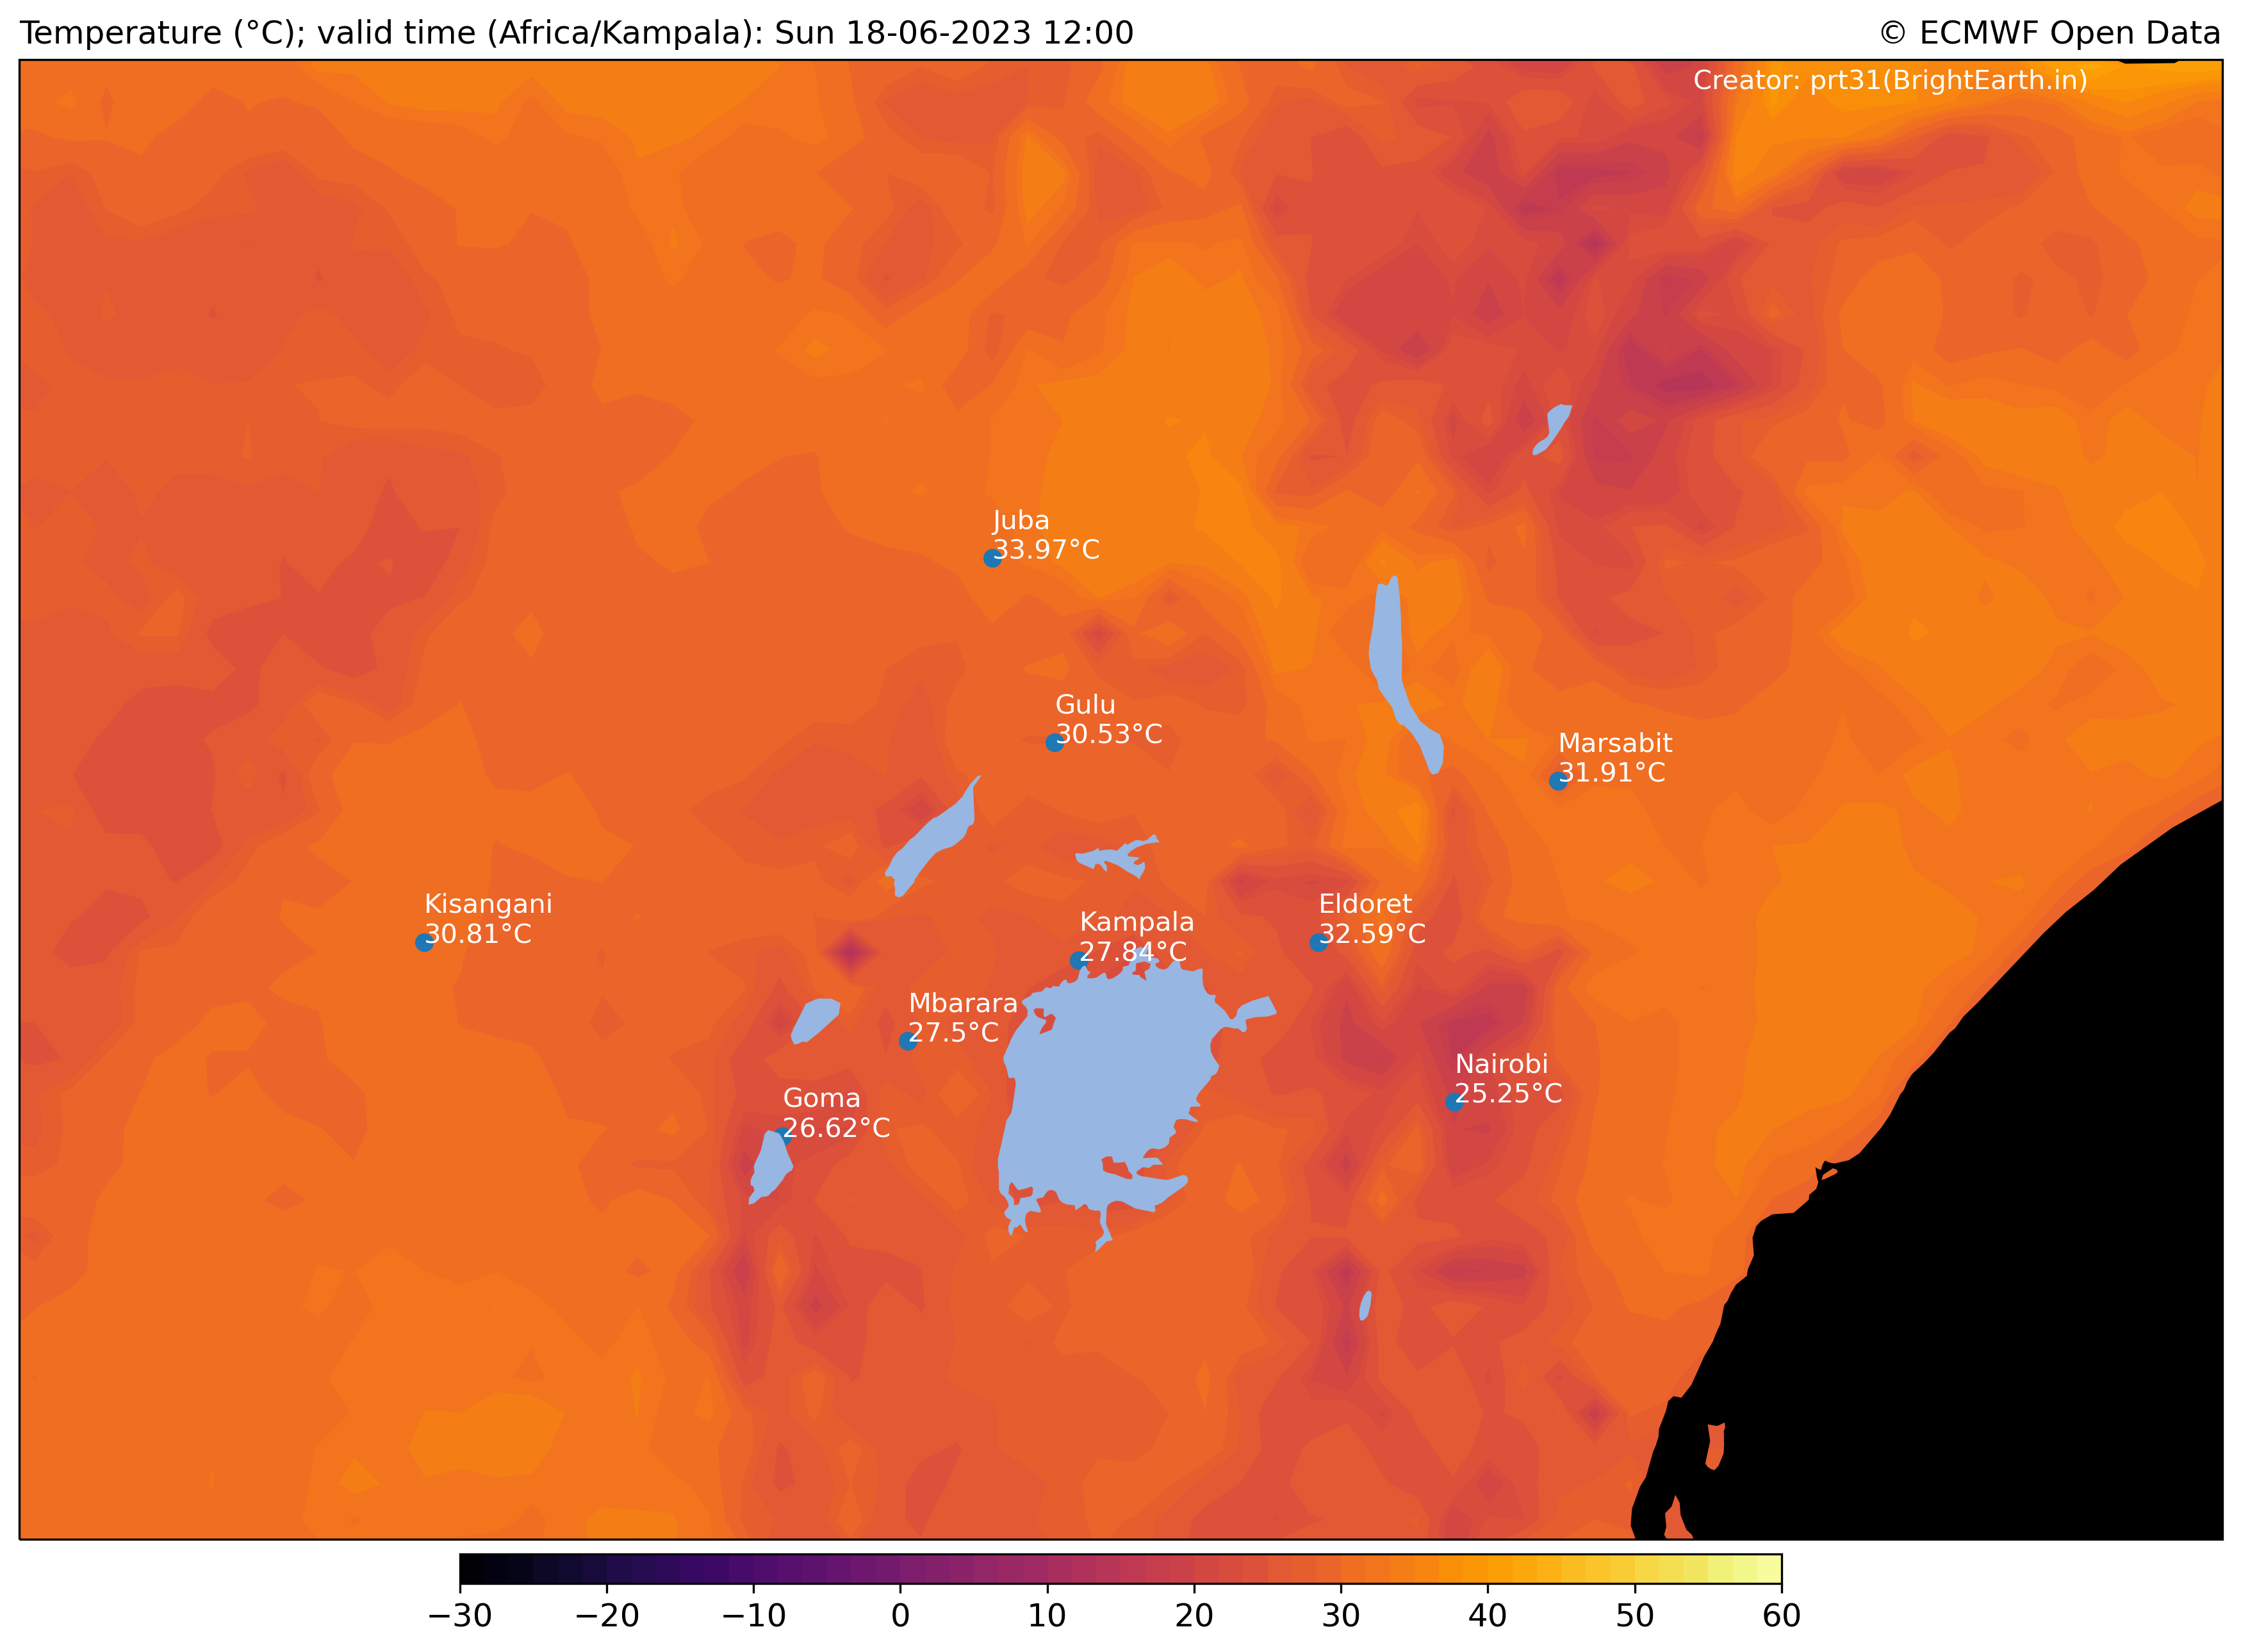 Temperature (°C); valid time (Africa/Kampala): Sun 18-06-2023 12:00
© ECMWF Open Data
Creator: prt31(BrightEarth.in)
Juba
33.97°C
Gulu
30.53°C
Marsabit
31.91°C
Kisangani
30.81°C
Eldoret
32.59°C
Kampala
27.84°C
Mbarara
27.5°C
Nairobi
25.25°C
Goma
26.62°C
−30 −20 −10 0 10 20 30 40 50 60